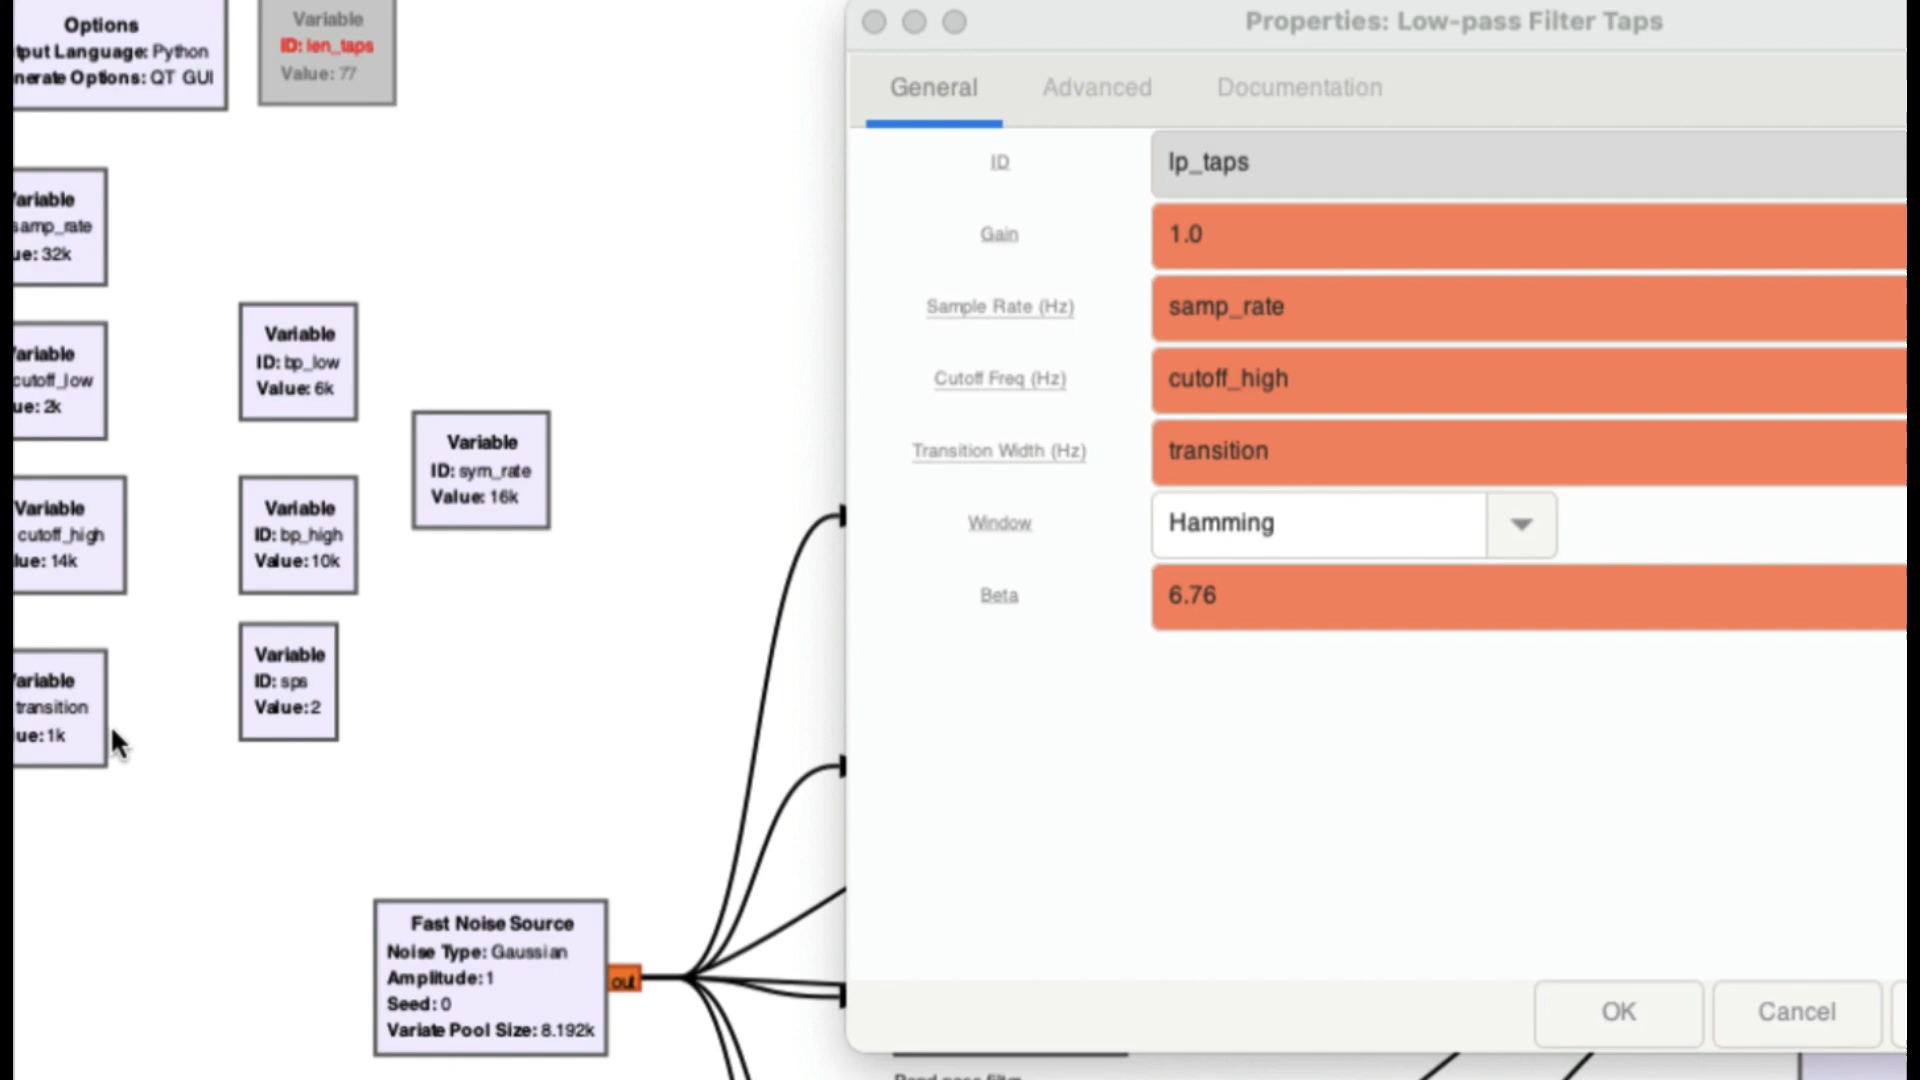 Options
tput Language: Python
nerate Options: QT GUI
Variable
ID: len_taps
Value: 77
Variable
samp_rate
ue: 32k
Variable
cutoff_low
ue: 2k
Variable
cutoff_high
lue: 14k
Variable
transition
ue: 1k
Variable
ID: bp_low
Value: 6k
Variable
ID: bp_high
Value: 10k
Variable
ID: sps
Value: 2
Variable
ID: sym_rate
Value: 16k
Fast Noise Source
Noise Type: Gaussian
Amplitude: 1
Seed: 0
Variate Pool Size: 8.192k
out
Properties: Low-pass Filter Taps
General Advanced Documentation
ID lp_taps
Gain 1.0
Sample Rate (Hz) samp_rate
Cutoff Freq (Hz) cutoff_high
Transition Width (Hz) transition
Window Hamming
Beta 6.76
OK Cancel